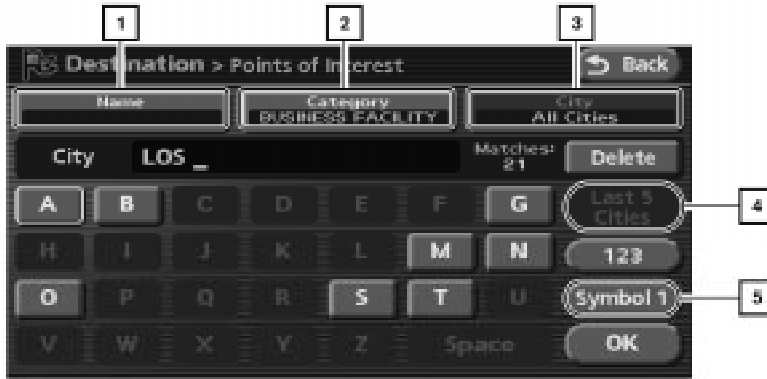 1 2 3
Destination > Points of Interest Back
Name Category City
BUSINESS FACILITY All Cities
City LOS _ Matches: 21 Delete
A B C D E F G Last 5 Cities 4
H I J K L M N 123
O P Q R S T U Symbol 1 5
V W X Y Z Space OK